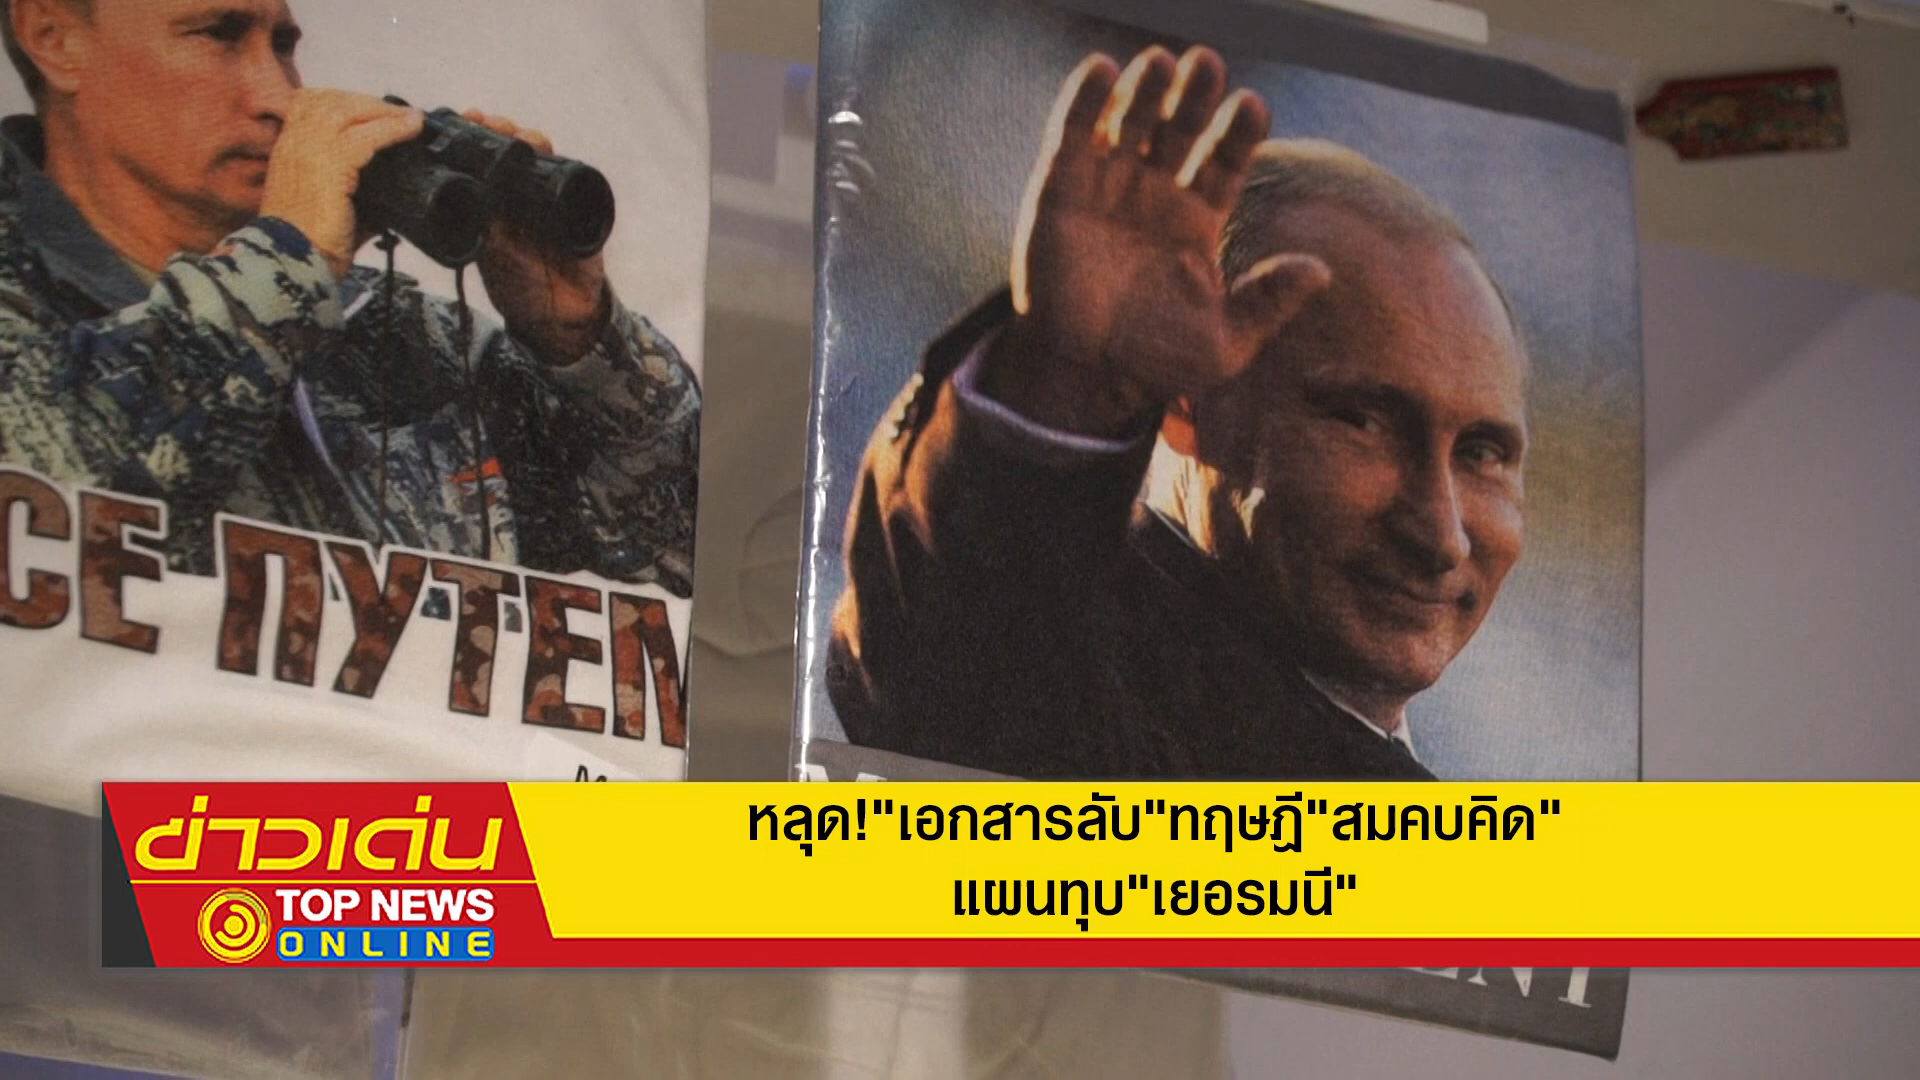 СЕ ПУТЕМ
หลุด!"เอกสารลับ"ทฤษฎี"สมคบคิด"
แผนทุบ"เยอรมนี"
ข่าวเด่น
TOP NEWS
ONLINE